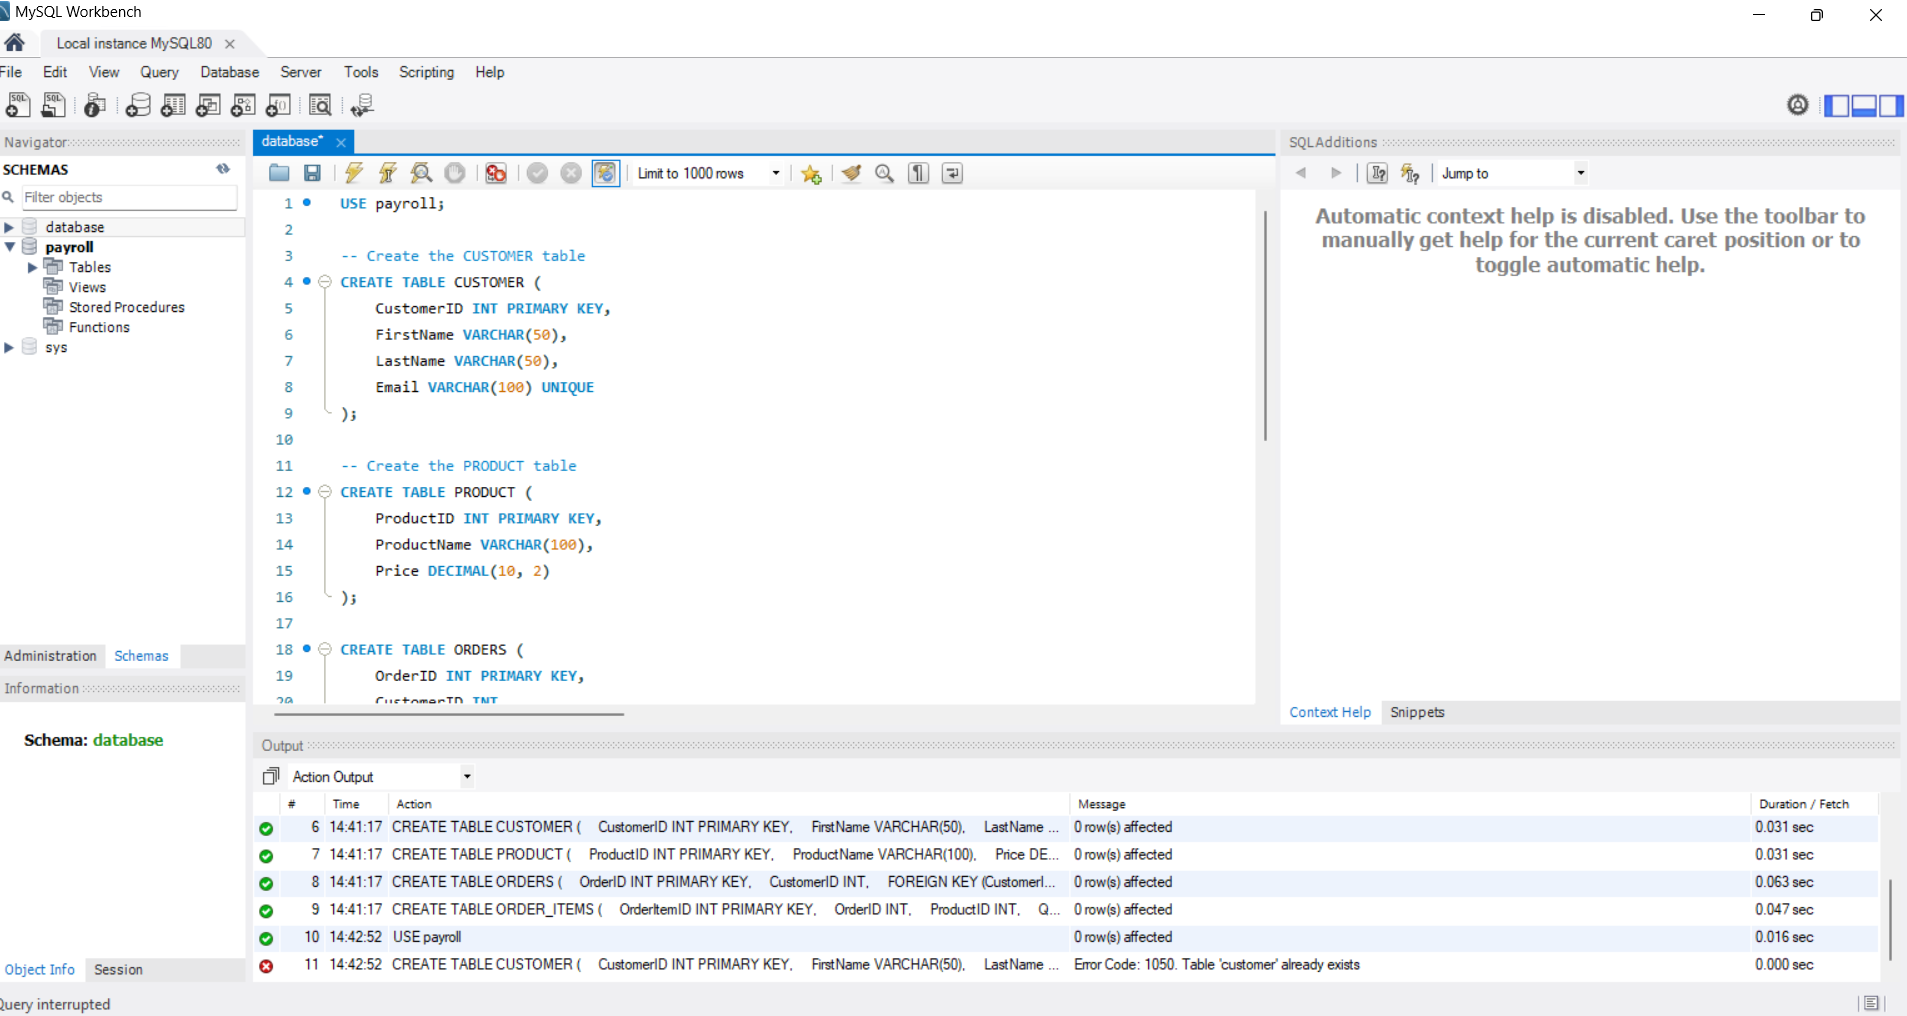 MySQL Workbench
Local instance MySQL80
File Edit View Query Database Server Tools Scripting Help
Navigator
SCHEMAS
Filter objects
database
payroll
Tables
Views
Stored Procedures
Functions
sys
Administration Schemas
Information
Schema: database
Object Info Session
database*
Limit to 1000 rows
1 USE payroll;
2
3 -- Create the CUSTOMER table
4 CREATE TABLE CUSTOMER (
5 CustomerID INT PRIMARY KEY,
6 FirstName VARCHAR(50),
7 LastName VARCHAR(50),
8 Email VARCHAR(100) UNIQUE
9 );
10
11 -- Create the PRODUCT table
12 CREATE TABLE PRODUCT (
13 ProductID INT PRIMARY KEY,
14 ProductName VARCHAR(100),
15 Price DECIMAL(10, 2)
16 );
17
18 CREATE TABLE ORDERS (
19 OrderID INT PRIMARY KEY,
20 CustomerID INT
SQLAdditions
Jump to
Automatic context help is disabled. Use the toolbar to
manually get help for the current caret position or to
toggle automatic help.
Context Help Snippets
Output
Action Output
# Time Action Message Duration / Fetch
6 14:41:17 CREATE TABLE CUSTOMER ( CustomerID INT PRIMARY KEY, FirstName VARCHAR(50), LastName ... 0 row(s) affected 0.031 sec
7 14:41:17 CREATE TABLE PRODUCT ( ProductID INT PRIMARY KEY, ProductName VARCHAR(100), Price DE... 0 row(s) affected 0.031 sec
8 14:41:17 CREATE TABLE ORDERS ( OrderID INT PRIMARY KEY, CustomerID INT, FOREIGN KEY (CustomerI... 0 row(s) affected 0.063 sec
9 14:41:17 CREATE TABLE ORDER_ITEMS ( OrderItemID INT PRIMARY KEY, OrderID INT, ProductID INT, Q... 0 row(s) affected 0.047 sec
10 14:42:52 USE payroll 0 row(s) affected 0.016 sec
11 14:42:52 CREATE TABLE CUSTOMER ( CustomerID INT PRIMARY KEY, FirstName VARCHAR(50), LastName ... Error Code: 1050. Table 'customer' already exists 0.000 sec
Query interrupted